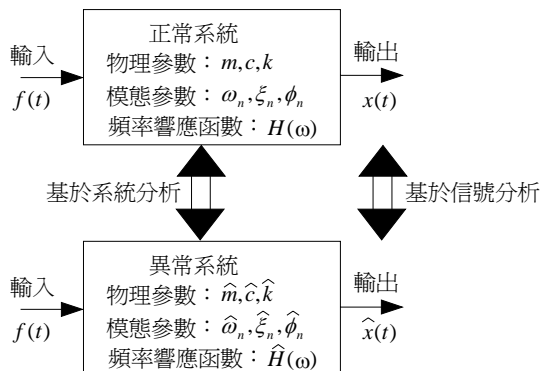 正常系統
輸入
輸出
物理參數：m,c,k
f(t)
模態參數：ωₙ,ξₙ,ϕₙ
x(t)
頻率響應函數：H(ω)
基於系統分析
基於信號分析
異常系統
輸入
輸出
物理參數：m̂,ĉ,k̂
f(t)
模態參數：ω̂ₙ,ξ̂ₙ,ϕ̂ₙ
x̂(t)
頻率響應函數：Ĥ(ω)